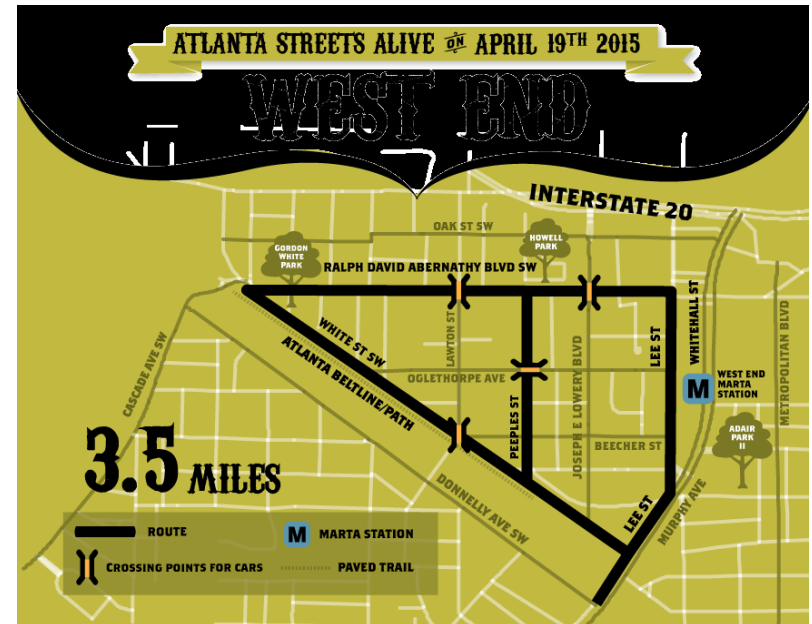 ATLANTA STREETS ALIVE ON APRIL 19TH 2015
WEST END
INTERSTATE 20
OAK ST SW
HOWELL
PARK
GORDON
WHITE
PARK
RALPH DAVID ABERNATHY BLVD SW
WHITE ST SW
ATLANTA BELTLINE/PATH
LAWTON ST
OGLETHORPE AVE
PEEPLES ST
JOSEPH E LOWERY BLVD
BEECHER ST
LEE ST
WHITEHALL ST
METROPOLITAN BLVD
M
WEST END
MARTA
STATION
ADAIR
PARK
II
CASCADE AVE SW
DONNELLY AVE SW
LEE ST
MURPHY AVE
3.5 MILES
ROUTE
M MARTA STATION
CROSSING POINTS FOR CARS
PAVED TRAIL